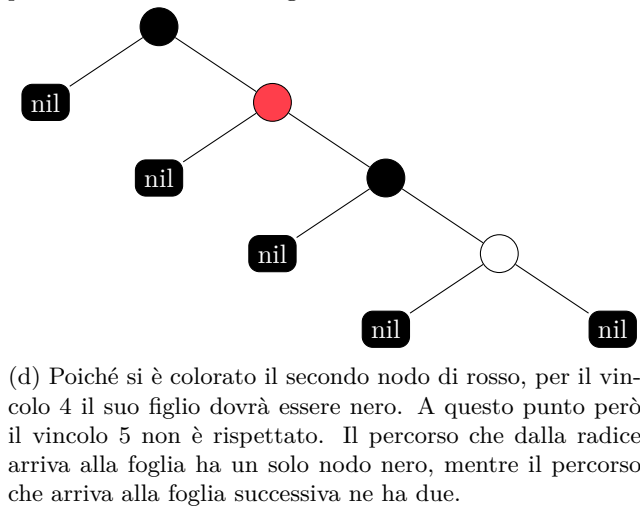 nil
nil
nil
nil
nil
(d) Poiché si è colorato il secondo nodo di rosso, per il vin-
colo 4 il suo figlio dovrà essere nero. A questo punto però
il vincolo 5 non è rispettato. Il percorso che dalla radice
arriva alla foglia ha un solo nodo nero, mentre il percorso
che arriva alla foglia successiva ne ha due.